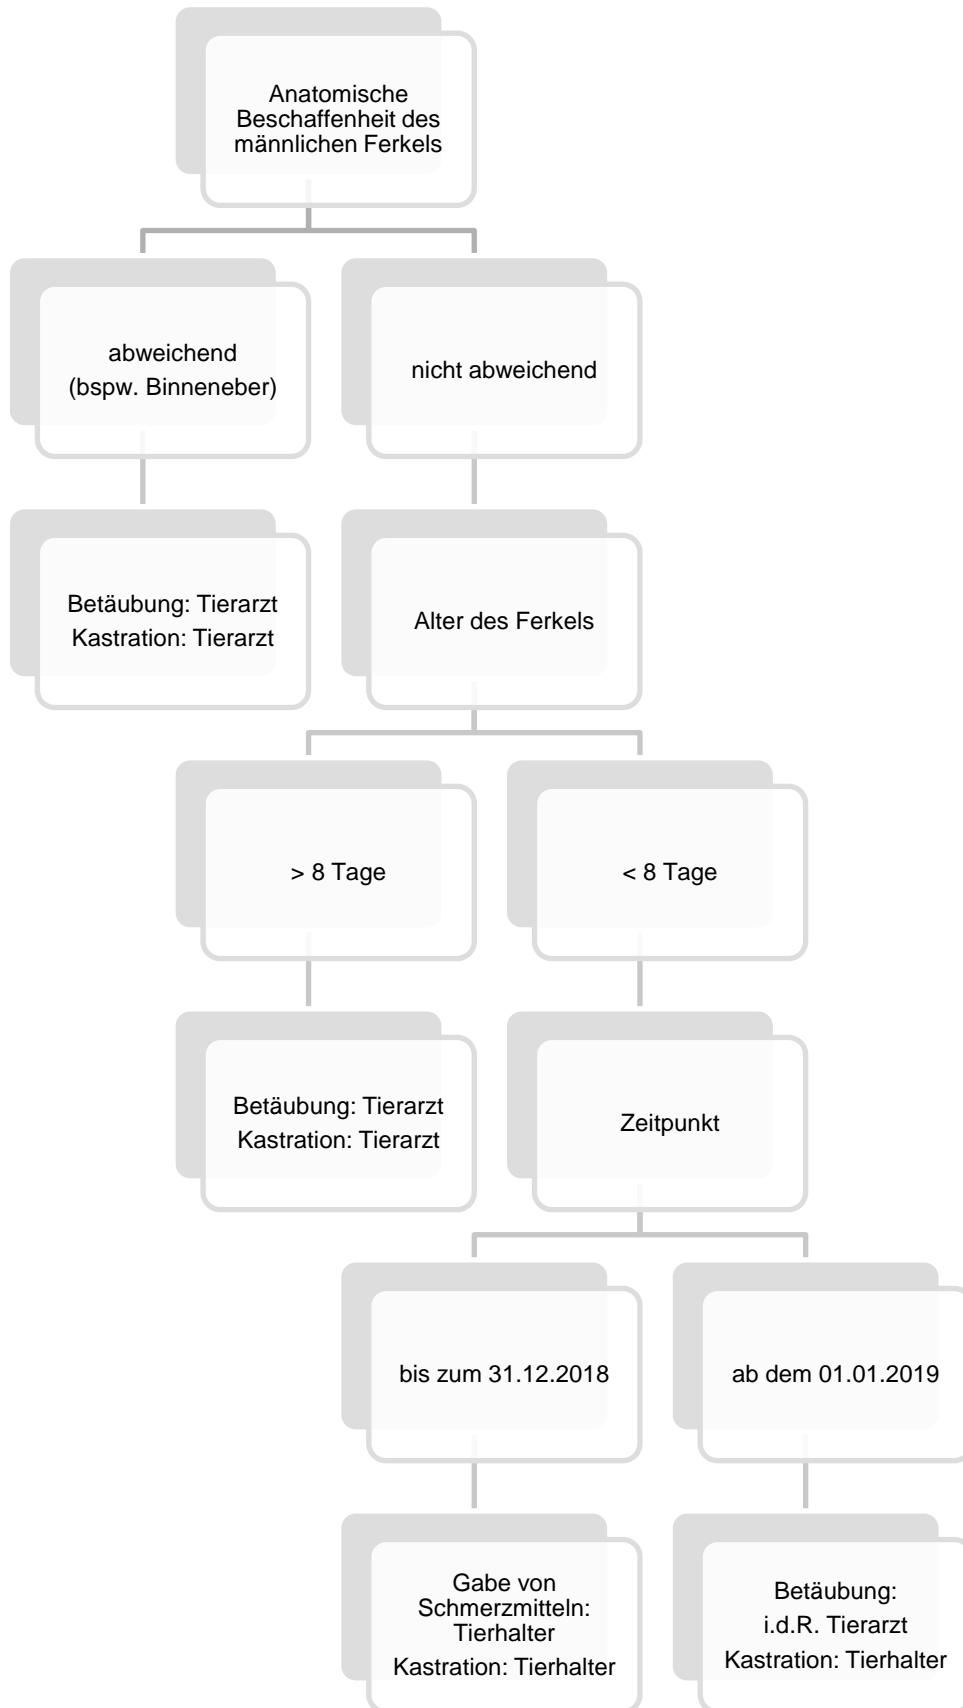 Anatomische
Beschaffenheit des
männlichen Ferkels
abweichend
(bspw. Binneneber)
nicht abweichend
Betäubung: Tierarzt
Kastration: Tierarzt
Alter des Ferkels
> 8 Tage
< 8 Tage
Betäubung: Tierarzt
Kastration: Tierarzt
Zeitpunkt
bis zum 31.12.2018
ab dem 01.01.2019
Gabe von
Schmerzmitteln:
Tierhalter
Kastration: Tierhalter
Betäubung:
i.d.R. Tierarzt
Kastration: Tierhalter